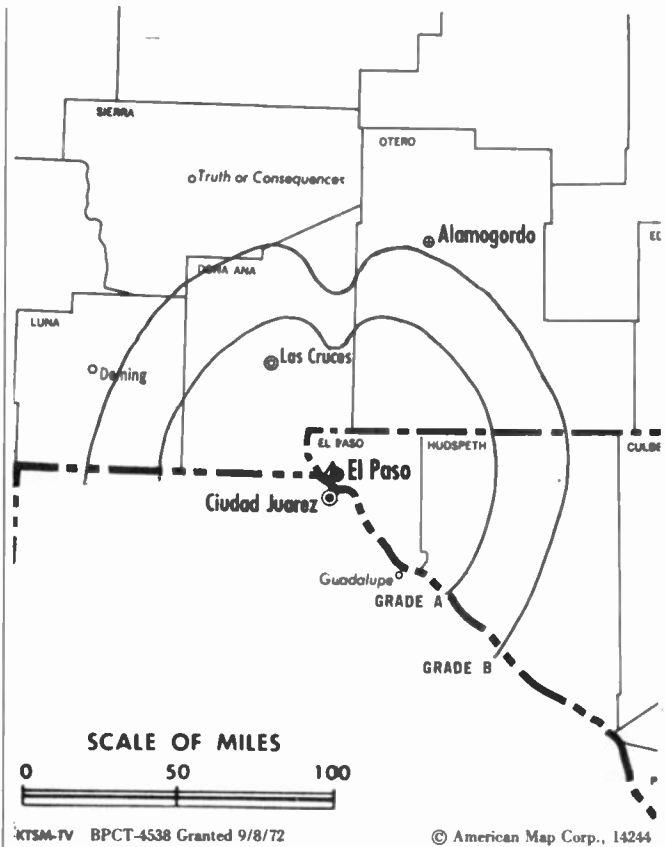 SIERRA
OTERO
Truth or Consequences
Alamogordo
DONA ANA
LUNA
Las Cruces
Deming
EL PASO
HUDSPETH
El Paso
Ciudad Juarez
Guadalupe
GRADE A
GRADE B
SCALE OF MILES
0 50 100
KTSM-TV BPCT-4538 Granted 9/8/72
© American Map Corp., 14244